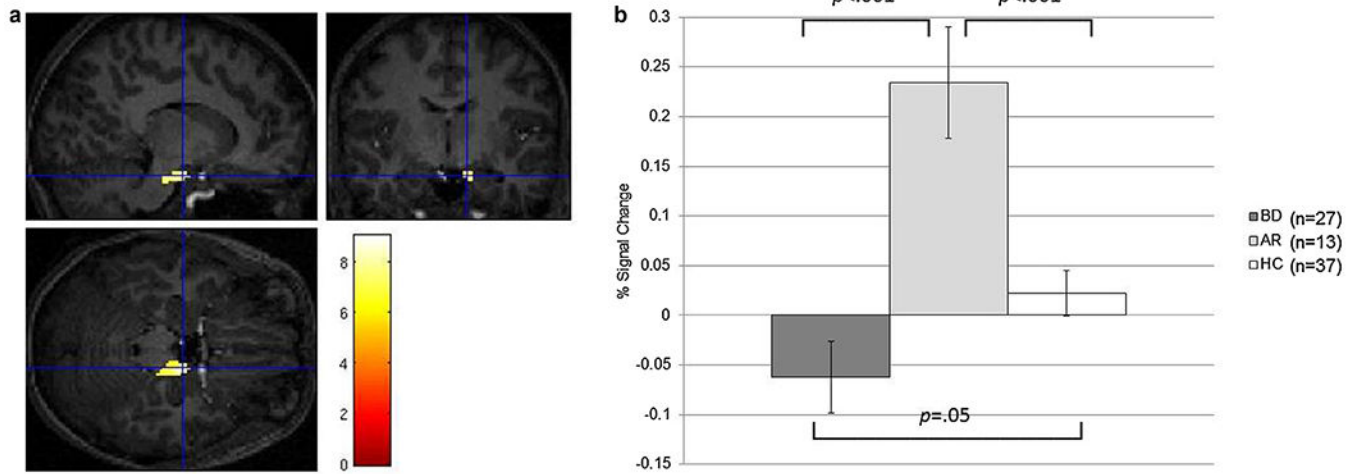 a
8
6
4
2
0
b
% Signal Change
0.3
0.25
0.2
0.15
0.1
0.05
0
-0.05
-0.1
-0.15
p=.05
BD (n=27)
AR (n=13)
HC (n=37)